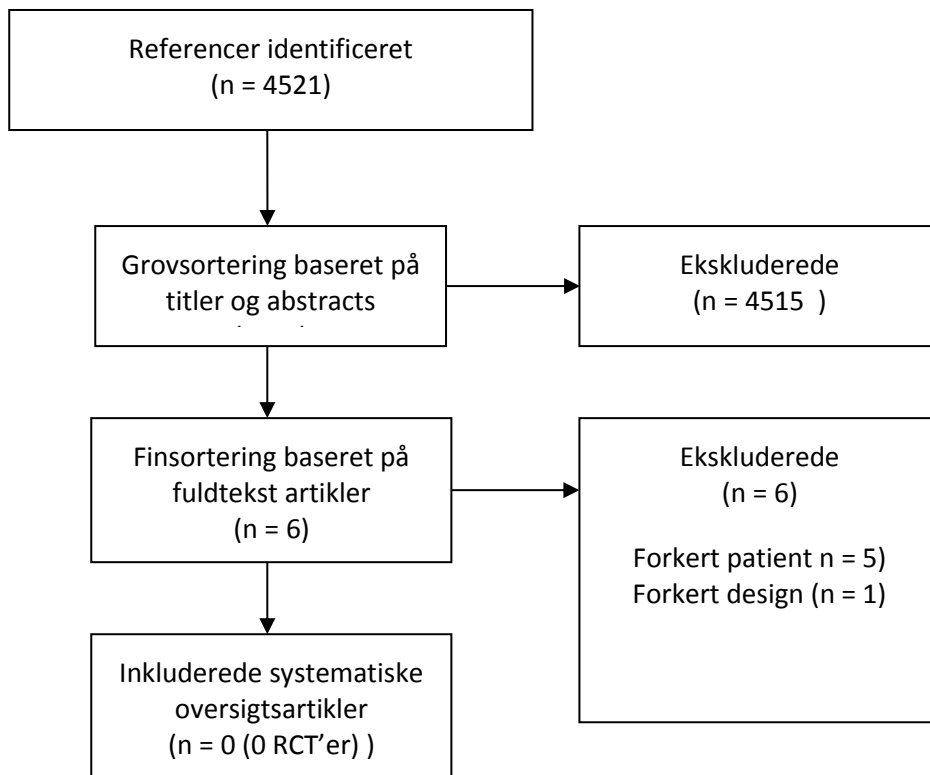 Referencer identificeret
(n = 4521)
Grovsortering baseret på
titler og abstracts
Ekskluderede
(n = 4515  )
Finsortering baseret på
fuldtekst artikler
(n = 6)
Ekskluderede
(n = 6)
Forkert patient n = 5)
Forkert design (n = 1)
Inkluderede systematiske
oversigtsartikler
(n = 0 (0 RCT’er) )